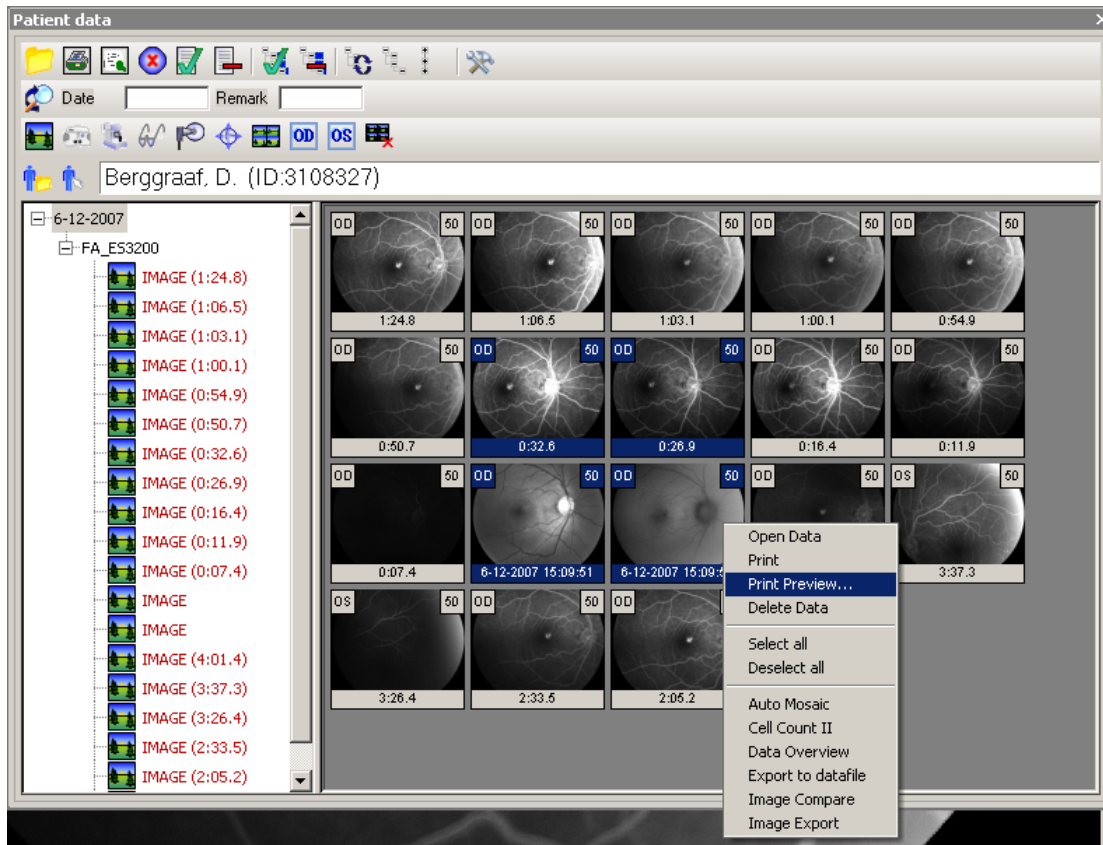 Patient data
Date Remark
OD OS
Berggraaf, D. (ID:3108327)
6-12-2007
FA_ES3200
IMAGE (1:24.8)
IMAGE (1:06.5)
IMAGE (1:03.1)
IMAGE (1:00.1)
IMAGE (0:54.9)
IMAGE (0:50.7)
IMAGE (0:32.6)
IMAGE (0:26.9)
IMAGE (0:16.4)
IMAGE (0:11.9)
IMAGE (0:07.4)
IMAGE
IMAGE
IMAGE (4:01.4)
IMAGE (3:37.3)
IMAGE (3:26.4)
IMAGE (2:33.5)
IMAGE (2:05.2)
OD 50 OD 50 OD 50 OD 50 OD 50
1:24.8 1:06.5 1:03.1 1:00.1 0:54.9
OD 50 OD 50 OD 50 OD 50 OD 50
0:50.7 0:32.6 0:26.9 0:16.4 0:11.9
OD 50 OD 50 OD 50 OD 50 OS 50
0:07.4 6-12-2007 15:09:51 6-12-2007 15:09: 3:37.3
OS 50 OD 50 OD
3:26.4 2:33.5 2:05.2
Open Data
Print
Print Preview...
Delete Data
Select all
Deselect all
Auto Mosaic
Cell Count II
Data Overview
Export to datafile
Image Compare
Image Export